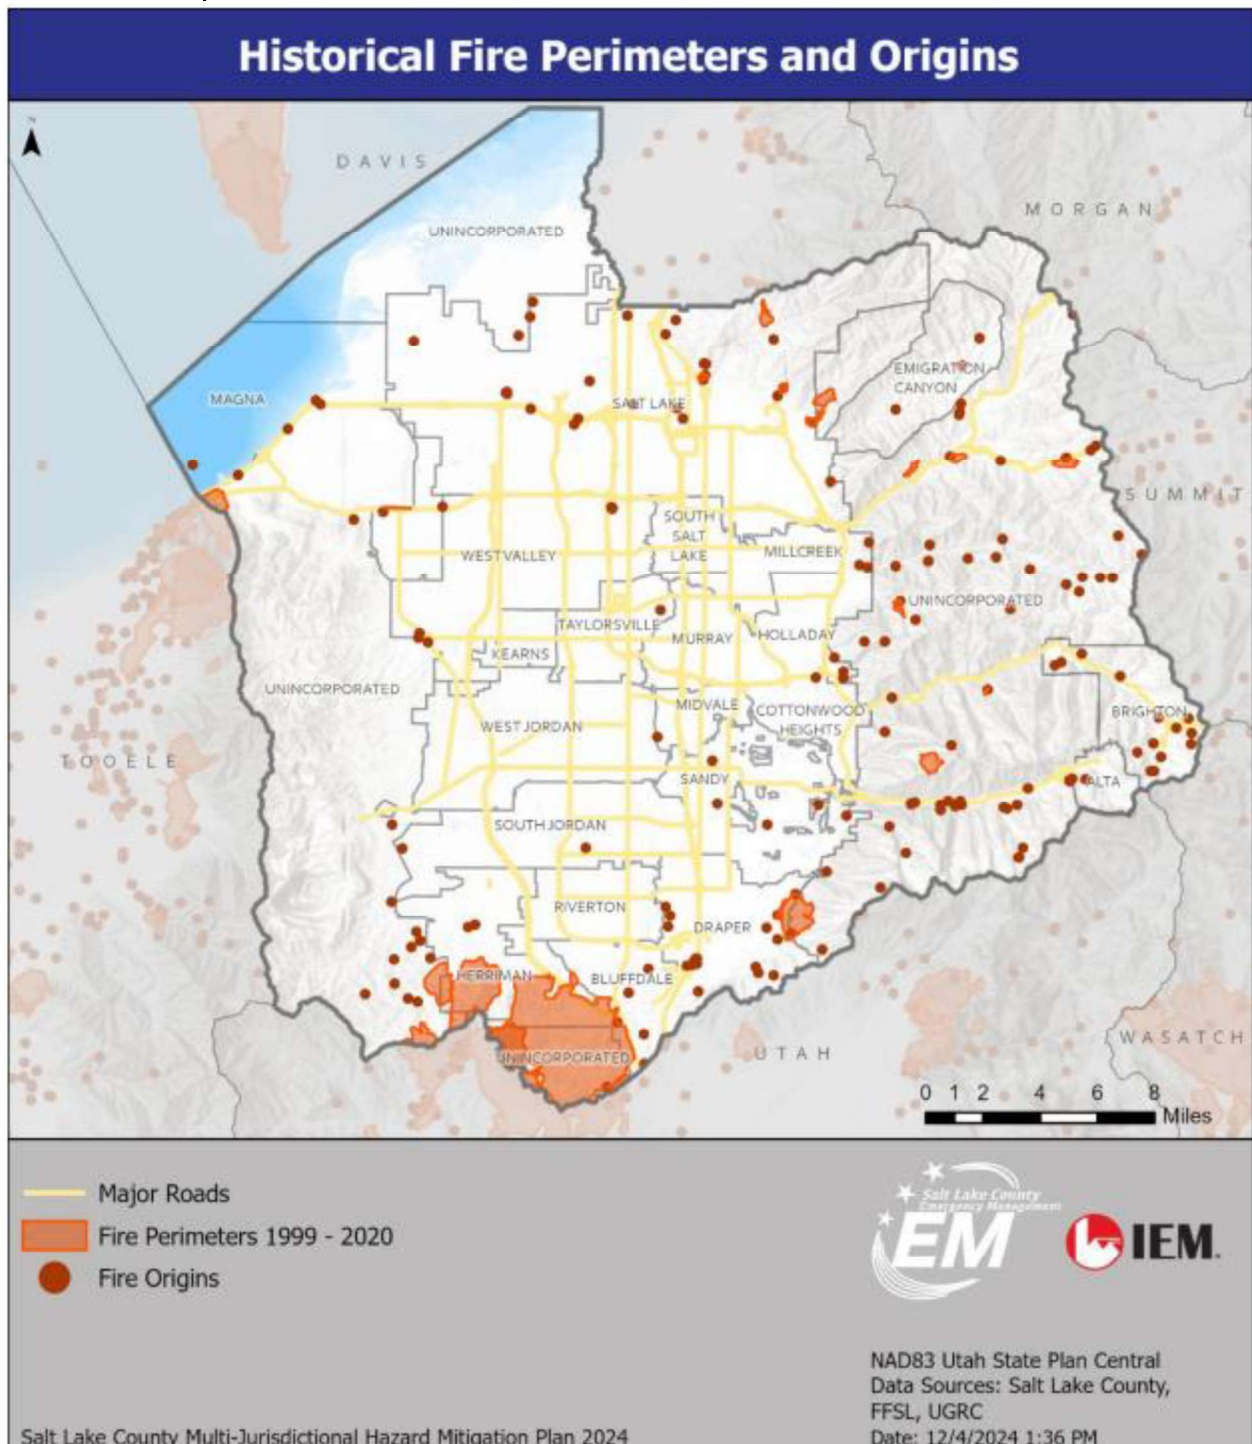 Historical Fire Perimeters and Origins
N
DAVIS
MORGAN
UNINCORPORATED
EMIGRATION
CANYON
MAGNA
SALT LAKE
SUMMIT
SOUTH
SALT
LAKE
WEST VALLEY
MILLCREEK
UNINCORPORATED
TAYLORSVILLE
MURRAY
HOLLADAY
KEARNS
UNINCORPORATED
MIDVALE
COTTONWOOD
HEIGHTS
BRIGHTON
WEST JORDAN
TOOELE
SANDY
ALTA
SOUTH JORDAN
RIVERTON
DRAPER
HERRIMAN
BLUFFDALE
UNINCORPORATED
UTAH
WASATCH
0 1 2 4 6 8
Miles
Major Roads
Fire Perimeters 1999 - 2020
Fire Origins
Salt Lake County
Emergency Management
EM
IEM.
NAD83 Utah State Plan Central
Data Sources: Salt Lake County,
FFSL, UGRC
Date: 12/4/2024 1:36 PM
Salt Lake County Multi-Jurisdictional Hazard Mitigation Plan 2024